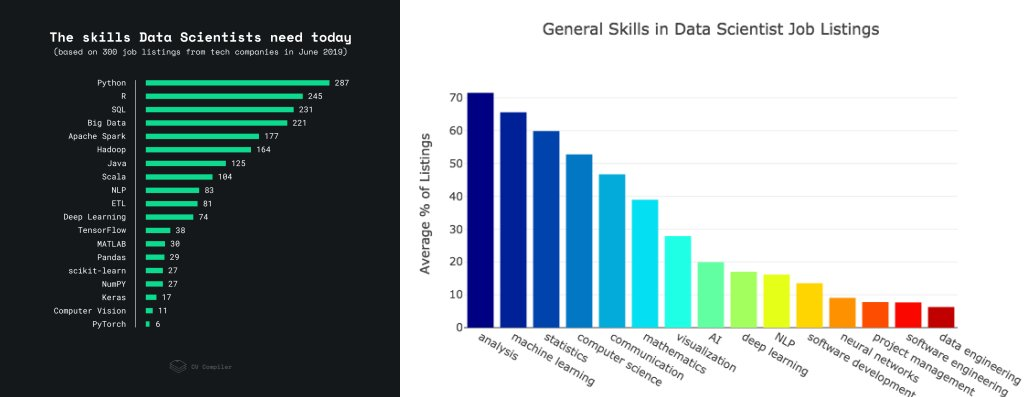 The skills Data Scientists need today
(based on 300 job listings from tech companies in June 2019)
Python 287
R 245
SQL 231
Big Data 221
Apache Spark 177
Hadoop 164
Java 125
Scala 104
NLP 83
ETL 81
Deep Learning 74
TensorFlow 38
MATLAB 30
Pandas 29
scikit-learn 27
NumPY 27
Keras 17
Computer Vision 11
PyTorch 6
CV Compiler
General Skills in Data Scientist Job Listings
Average % of Listings
70
60
50
40
30
20
10
0
analysis
machine learning
statistics
computer science
communication
mathematics
visualization
AI
deep learning
NLP
software development
neural networks
project management
software engineering
data engineering